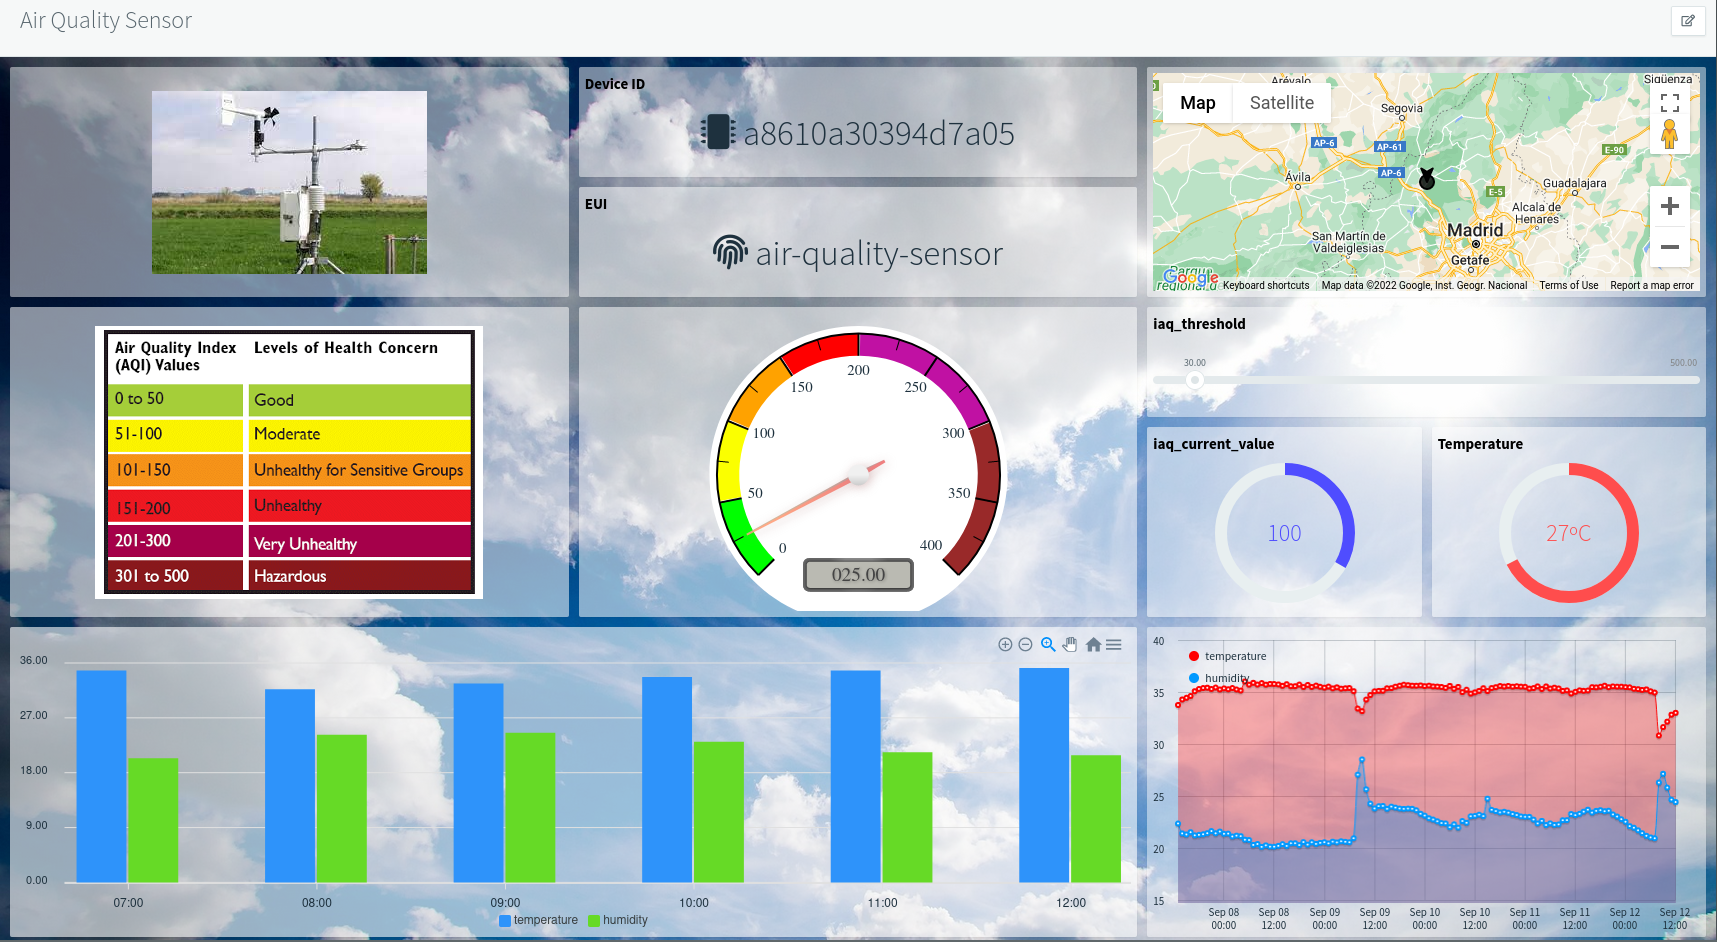 Air Quality Sensor
Device ID
a8610a30394d7a05
EUI
air-quality-sensor
Map
Satellite
Arévalo
Sigüenza
Segovia
AP-6
AP-61
AP-6
E-90
Ávila
E-5
Guadalajara
Alcala de
Henares
San Martín de
Valdeiglesias
Madrid
Getafe
Parque
regional d
Google
Keyboard shortcuts
Map data ©2022 Google, Inst. Geogr. Nacional
Terms of Use
Report a map error
Air Quality Index
(AQI) Values
Levels of Health Concern
0 to 50
Good
51-100
Moderate
101-150
Unhealthy for Sensitive Groups
151-200
Unhealthy
201-300
Very Unhealthy
301 to 500
Hazardous
0
50
100
150
200
250
300
350
400
025.00
iaq_threshold
30.00
500.00
iaq_current_value
100
Temperature
27ºC
36.00
27.00
18.00
9.00
0.00
07:00
08:00
09:00
10:00
11:00
12:00
temperature
humidity
temperature
humidity
40
35
30
25
20
15
Sep 08
00:00
Sep 08
12:00
Sep 09
00:00
Sep 09
12:00
Sep 10
00:00
Sep 10
12:00
Sep 11
00:00
Sep 11
12:00
Sep 12
00:00
Sep 12
12:00